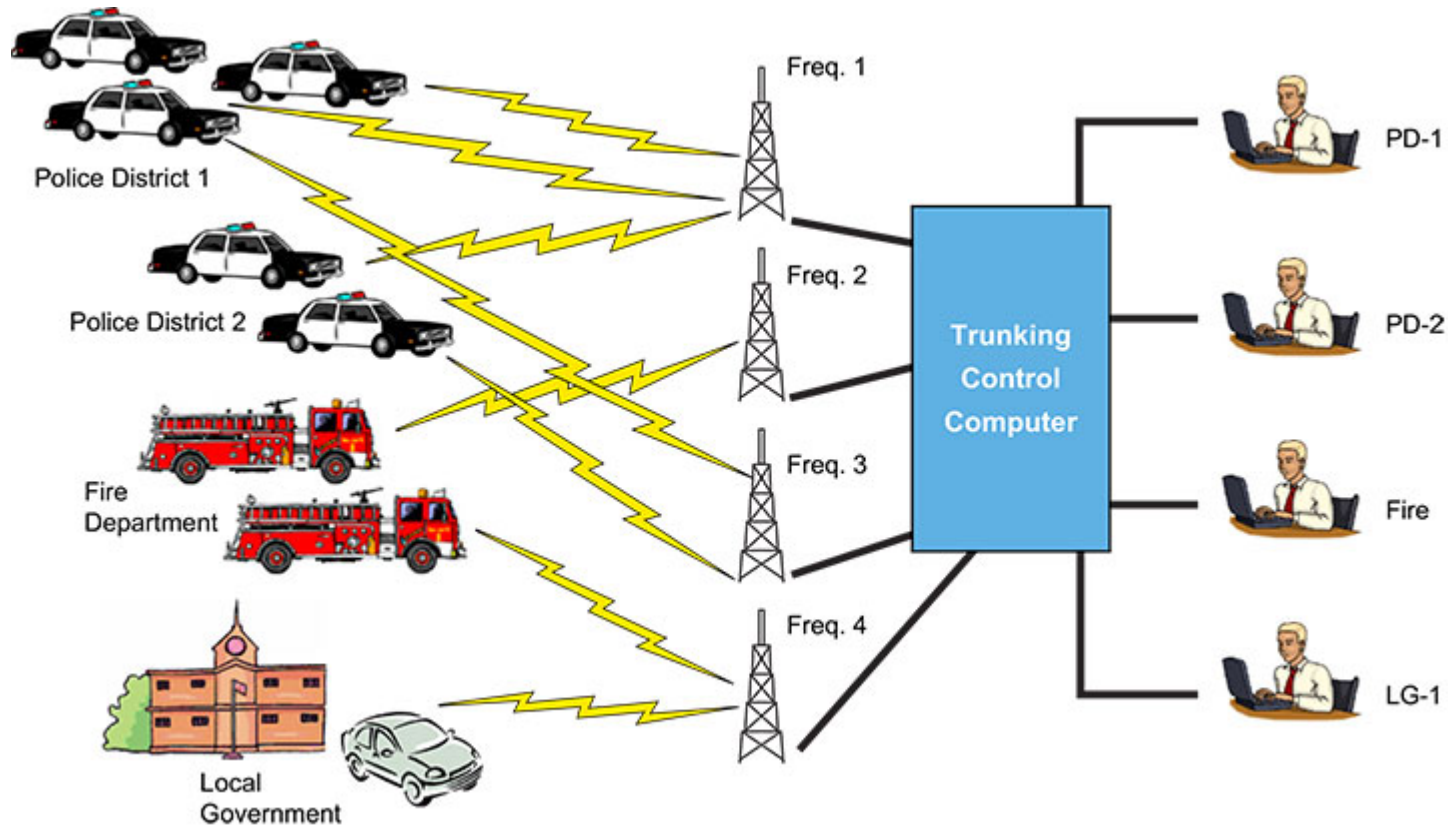 Freq. 1
PD-1
Police District 1
Freq. 2
Police District 2
PD-2
Trunking
Control
Computer
Freq. 3
Fire
Department
Fire
Freq. 4
LG-1
Local
Government